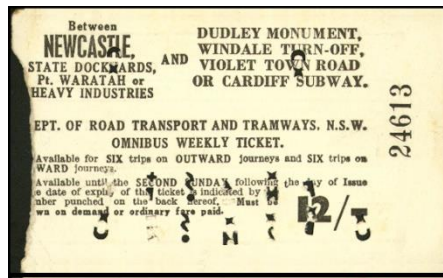 Between
NEWCASTLE,
STATE DOCKYARDS,
Pt. WARATAH or
HEAVY INDUSTRIES
AND
DUDLEY MONUMENT,
WINDALE TURN-OFF,
VIOLET TOWN ROAD
OR CARDIFF SUBWAY.
EPT. OF ROAD TRANSPORT AND TRAMWAYS. N.S.W.
OMNIBUS WEEKLY TICKET.
Available for SIX trips on OUTWARD journeys and SIX trips on
WARD journeys.
Available until the SECOND SUNDAY following the day of Issue
e date of expiry of this ticket is indicated by the
mber punched on the back hereof. Must be
wn on demand or ordinary fare paid.
12/-
24613